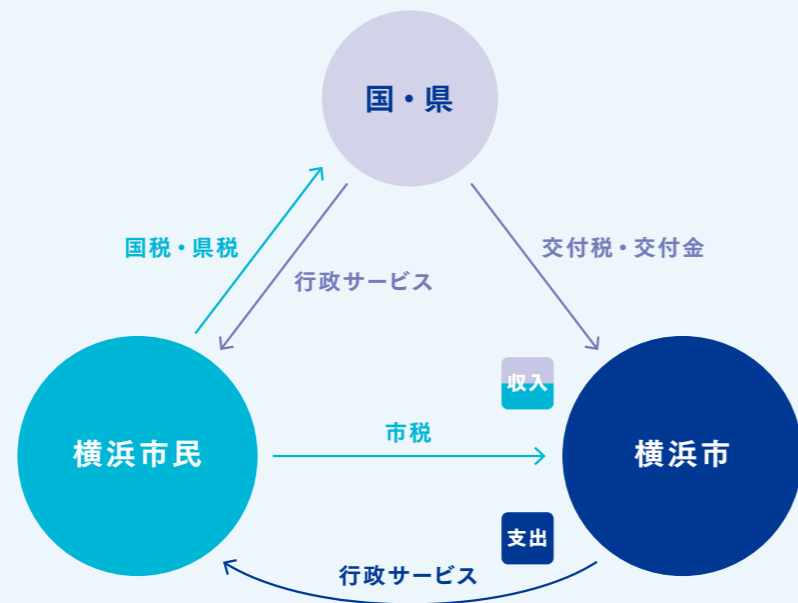 国・県
国税・県税
交付税・交付金
行政サービス
収入
市税
横浜市民
横浜市
支出
行政サービス